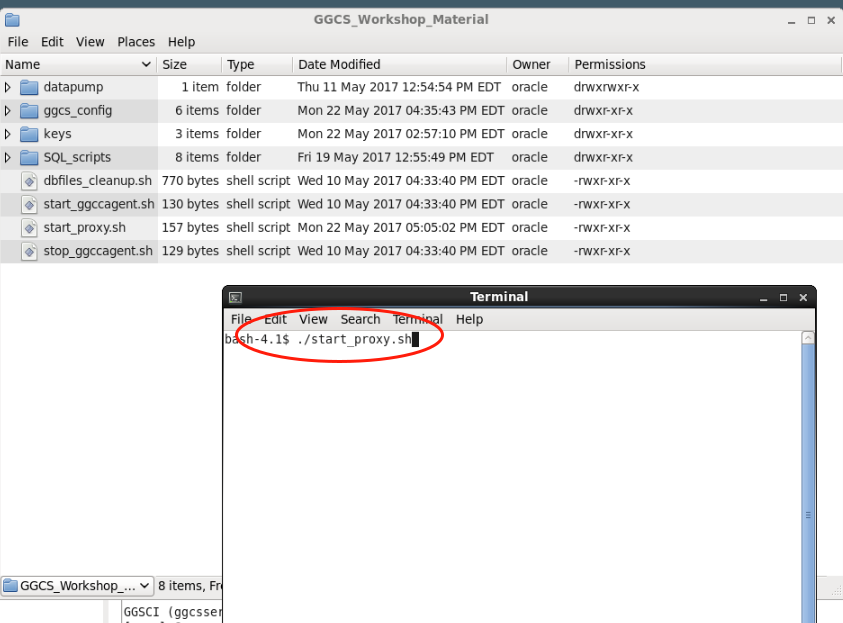 GGCS_Workshop_Material
File Edit View Places Help
Name Size Type Date Modified Owner Permissions
datapump 1 item folder Thu 11 May 2017 12:54:54 PM EDT oracle drwxrwxr-x
ggcs_config 6 items folder Mon 22 May 2017 04:35:43 PM EDT oracle drwxr-xr-x
keys 3 items folder Mon 22 May 2017 02:57:10 PM EDT oracle drwxr-xr-x
SQL_scripts 8 items folder Fri 19 May 2017 12:55:49 PM EDT oracle drwxr-xr-x
dbfiles_cleanup.sh 770 bytes shell script Wed 10 May 2017 04:33:40 PM EDT oracle -rwxr-xr-x
start_ggccagent.sh 130 bytes shell script Wed 10 May 2017 04:33:40 PM EDT oracle -rwxr-xr-x
start_proxy.sh 157 bytes shell script Mon 22 May 2017 05:05:02 PM EDT oracle -rwxr-xr-x
stop_ggccagent.sh 129 bytes shell script Wed 10 May 2017 04:33:40 PM EDT oracle -rwxr-xr-x
Terminal
File Edit View Search Terminal Help
bash-4.1$ ./start_proxy.sh
GGCS_Workshop_... 8 items, Fr
GGSCI (ggcsser